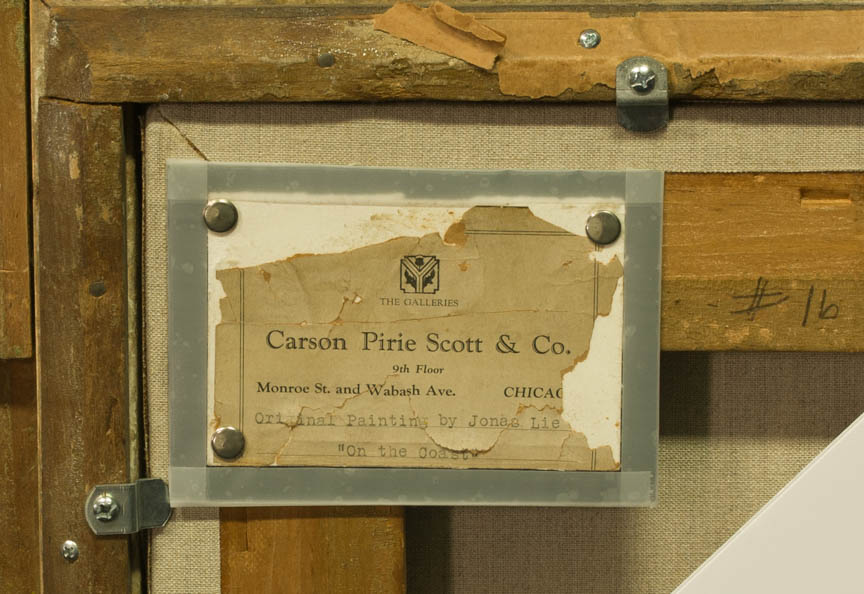 THE GALLERIES
Carson Pirie Scott & Co.
9th Floor
Monroe St. and Wabash Ave. CHICAG
Original Painting by Jonas Lie
"On the Coast"
# 16